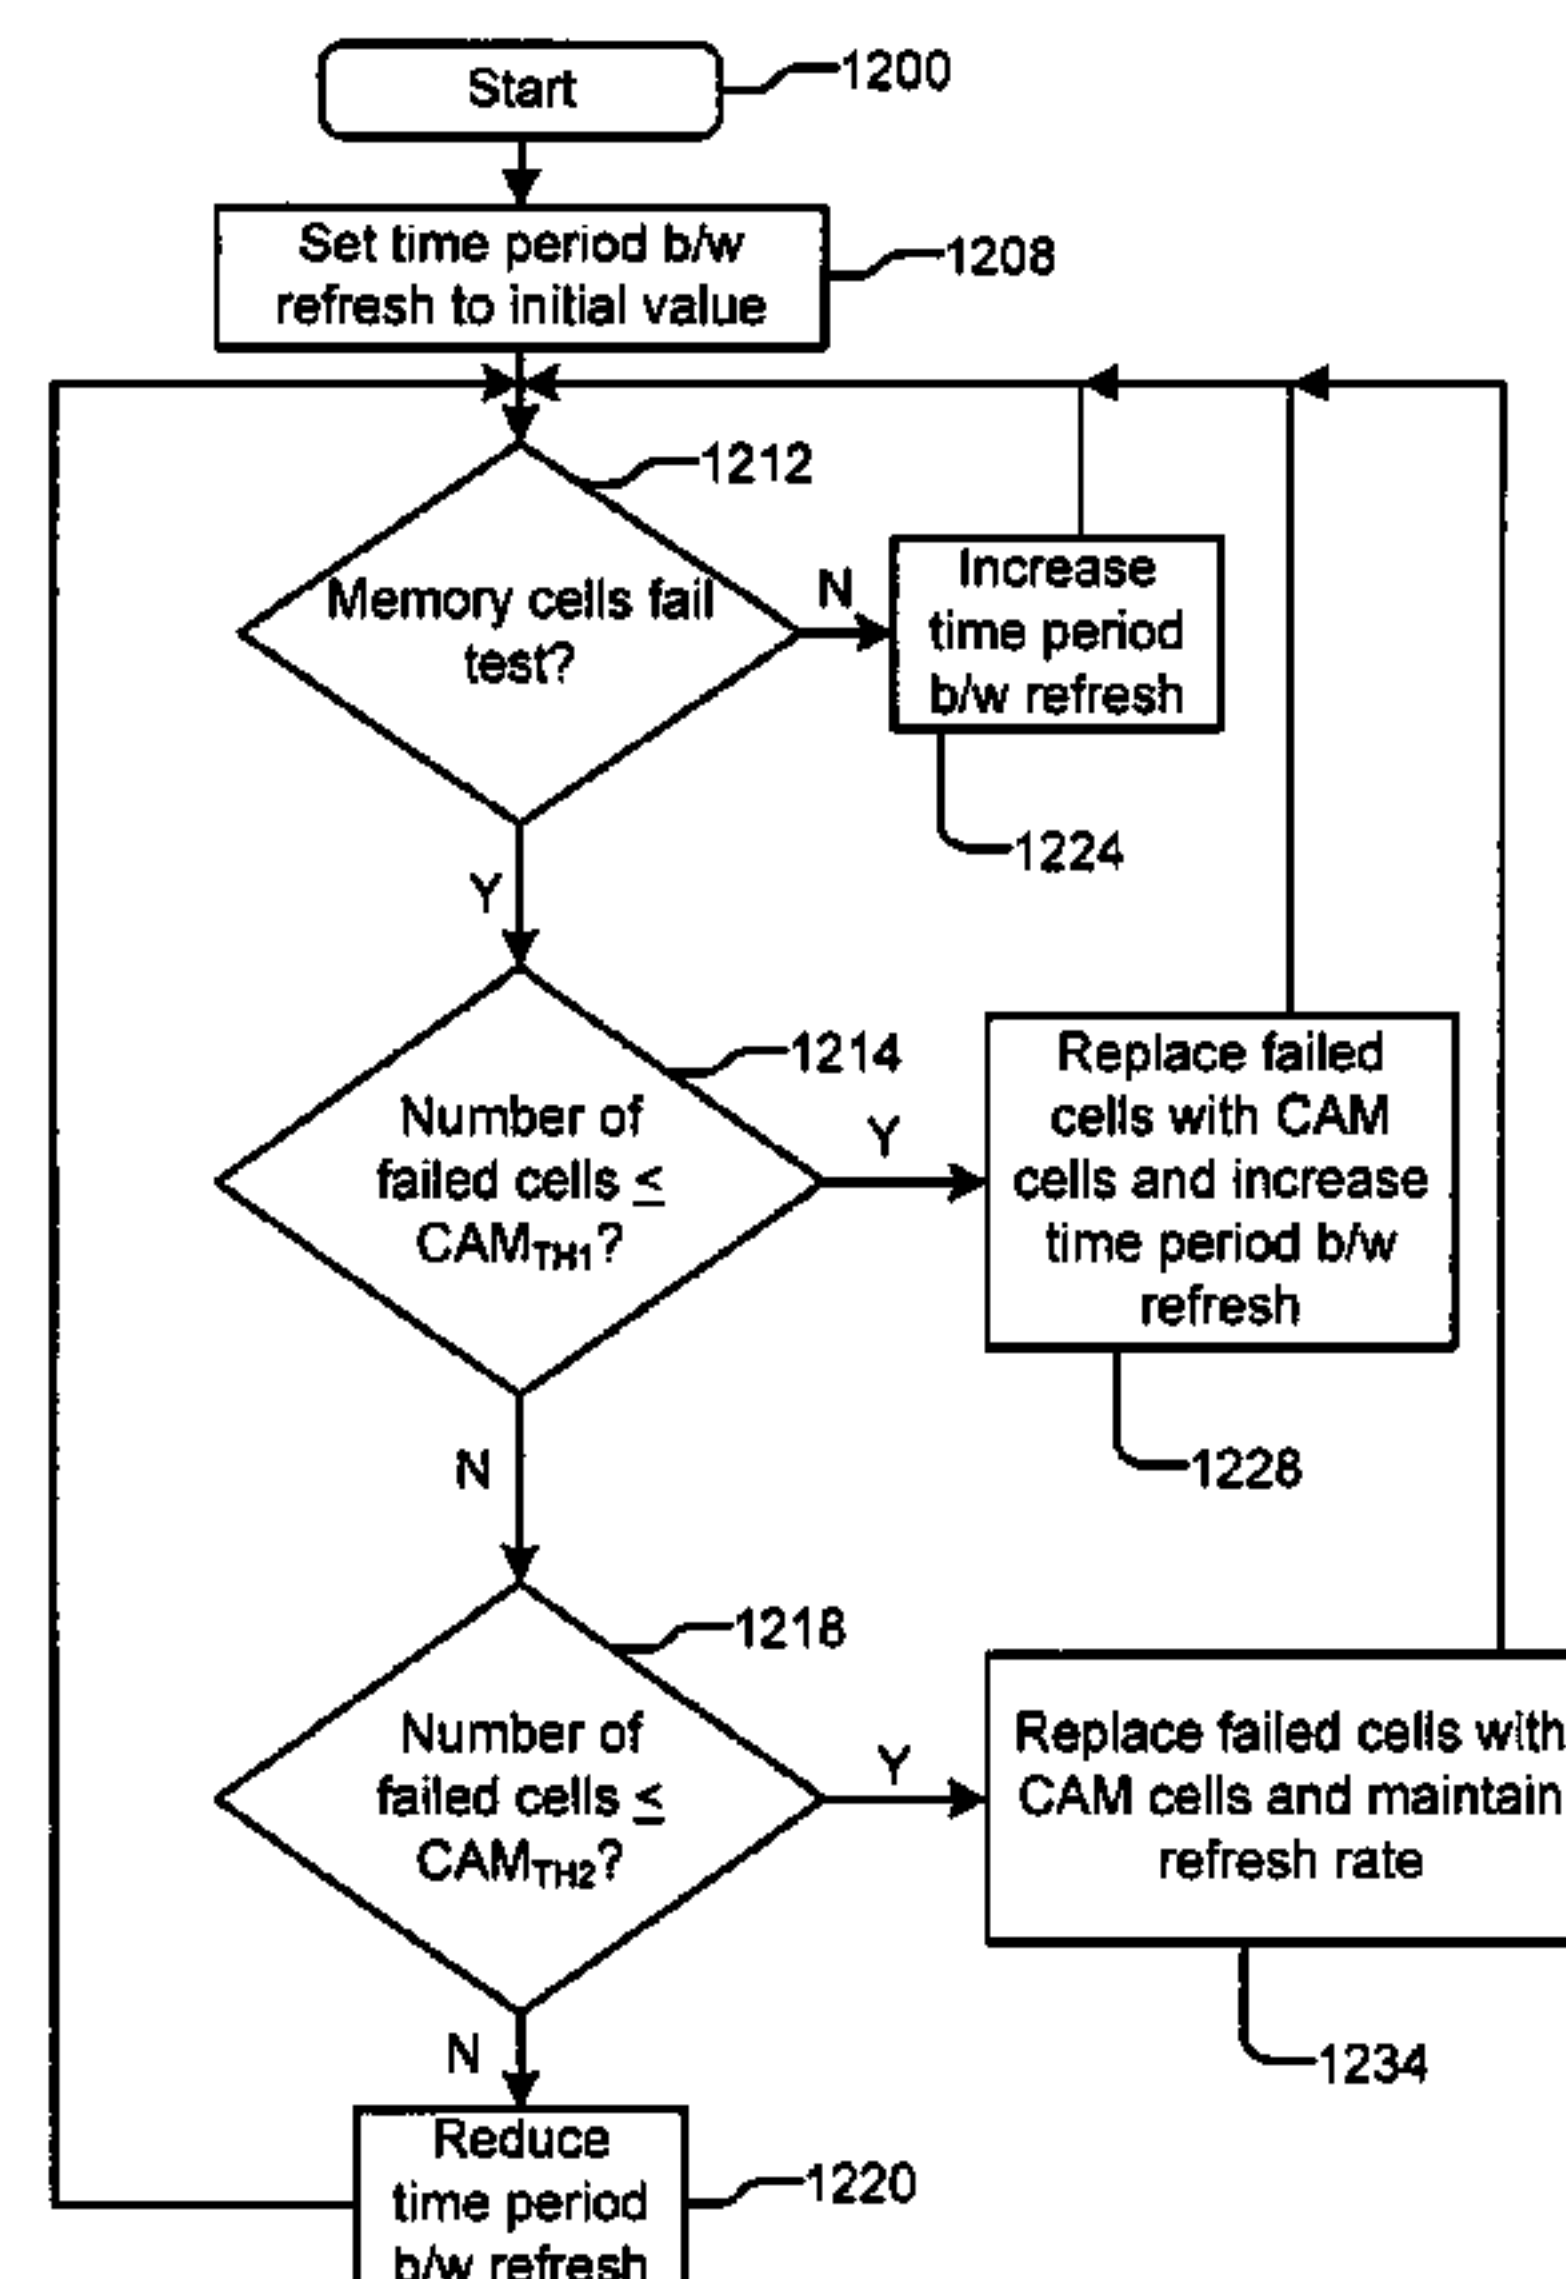 Start
1200
Set time period b/w
refresh to initial value
1208
1212
Memory cells fail
test?
N
Increase
time period
b/w refresh
1224
Y
1214
Number of
failed cells ≤
CAMTH1?
Y
Replace failed
cells with CAM
cells and increase
time period b/w
refresh
1228
N
1218
Number of
failed cells ≤
CAMTH2?
Y
Replace failed cells with
CAM cells and maintain
refresh rate
1234
N
Reduce
time period
b/w refresh
1220